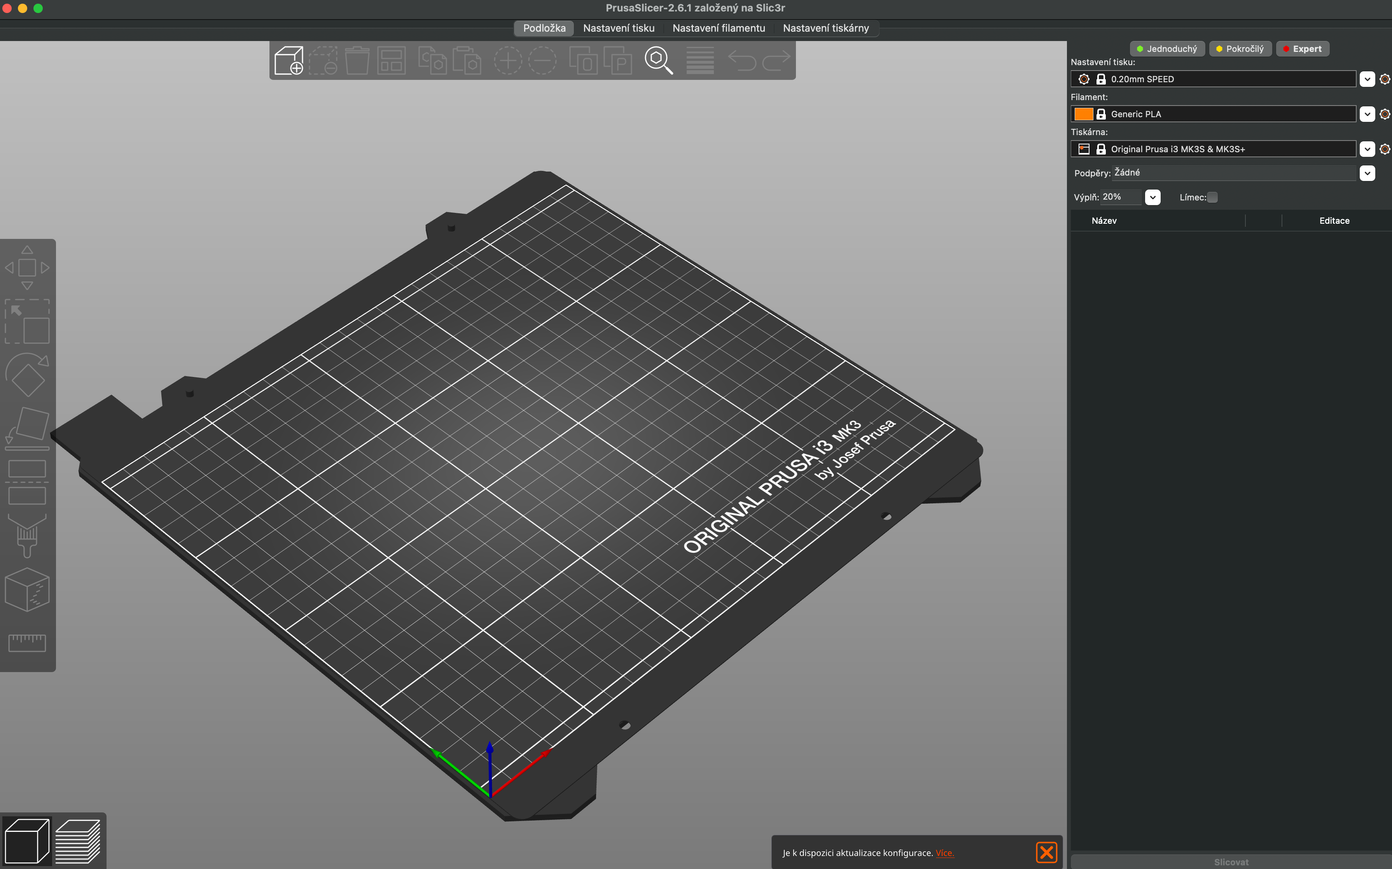 PrusaSlicer-2.6.1 založený na Slic3r
Podložka Nastavení tisku Nastavení filamentu Nastavení tiskárny
Jednoduchý Pokročilý Expert
Nastavení tisku:
0.20mm SPEED
Filament:
Generic PLA
Tiskárna:
Original Prusa i3 MK3S & MK3S+
Podpěry: Žádné
Výplň: 20% Límec:
Název Editace
ORIGINAL PRUSA i3 MK3
by Josef Prusa
Je k dispozici aktualizace konfigurace. Více.
Slicovat